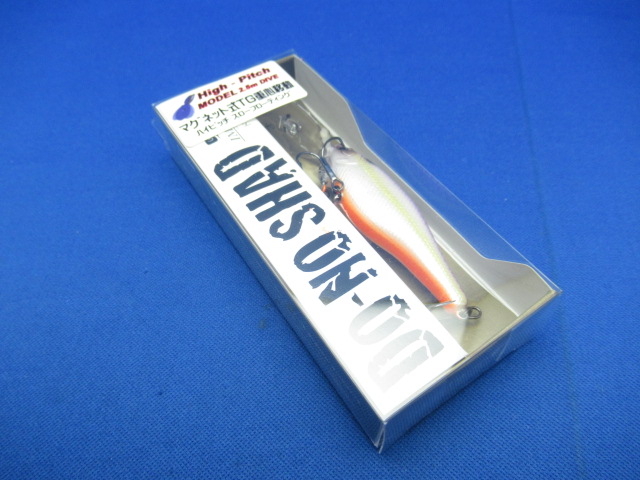 High - Pitch
MODEL 2.5m DIVE
マグネット式TG重心移動
ハイピッチ スローフローティング
DO-NO SHAD